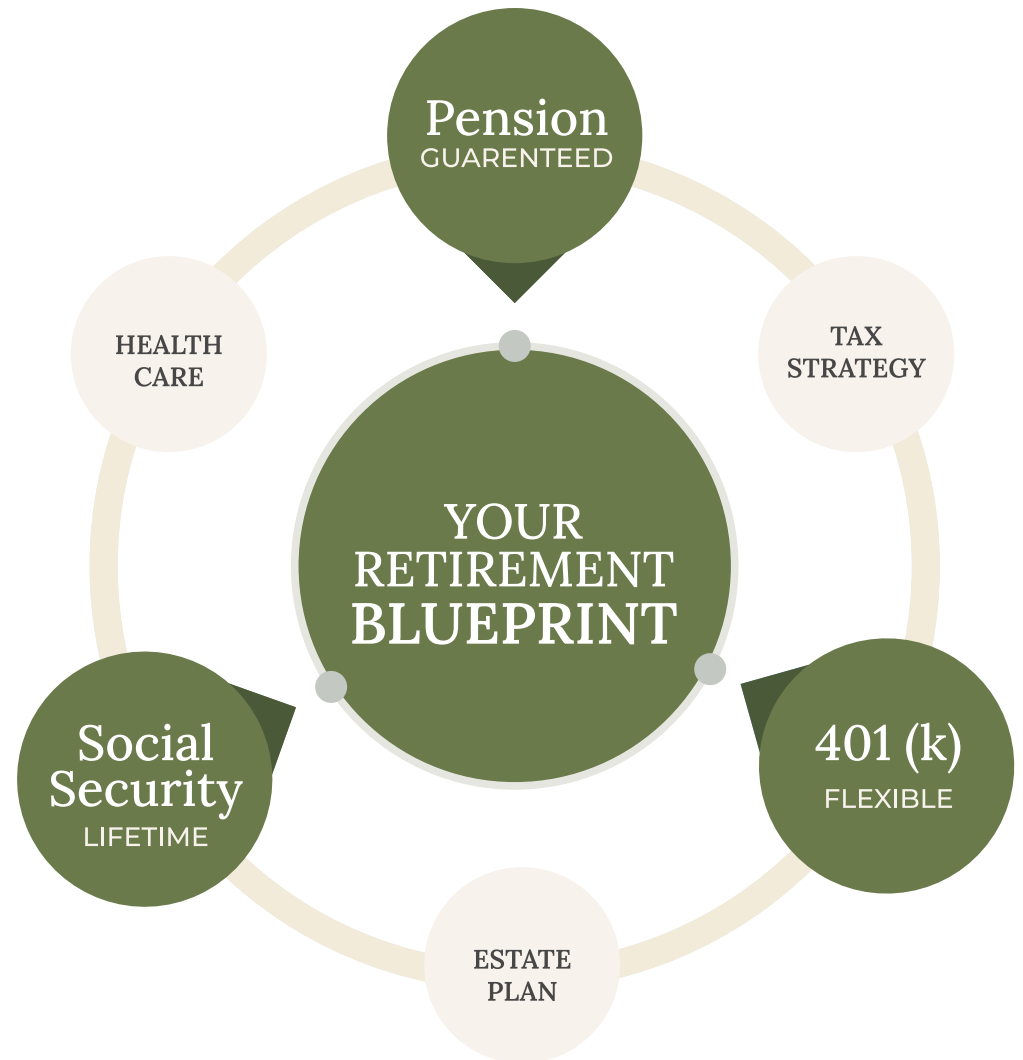 Pension
GUARENTEED
HEALTH
CARE
TAX
STRATEGY
YOUR
RETIREMENT
BLUEPRINT
Social
Security
LIFETIME
401 (k)
FLEXIBLE
ESTATE
PLAN